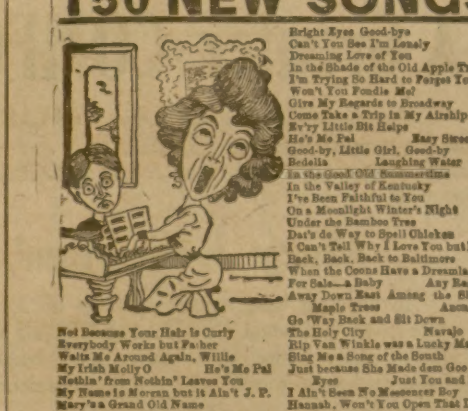 150 NEW SONGS
Bright Eyes Good-bye
Can't You See I'm Lonely
Dreaming Love of You
In the Shade of the Old Apple Tr
I'm Trying So Hard to Forget Yo
Won't You Fondle Me?
Give My Regards to Broadway
Come Take a Trip in My Airship
Ev'ry Little Bit Helps
He's Me Pal Easy Stree
Good-by, Little Girl, Good-by
Bedelia Laughing Water
In the Good Old Summertime
In the Valley of Kentucky
I've Been Faithful to You
On a Moonlight Winter's Night
Under the Bamboo Tree
Dat's de Way to Spell Chicken
I Can't Tell Why I Love You but
Back, Back, Back to Baltimore
When the Coons Have a Dreamla
For Sale—a Baby Any Ra
Away Down East Among the Sh
Maple Trees Anon
Go 'Way Back and Sit Down
The Holy City Navajo
Rip Van Winkle was a Lucky Ma
Sing Me a Song of the South
Just because She Made dem Goo
Eyes Just You and
I Ain't Seen No Messenger Boy
Hannah, Won't You Open That D
Not Because Your Hair is Curly
Everybody Works but Father
Waltz Me Around Again, Willie
My Irish Molly O He's Me Pal
Nothin' from Nothin' Leaves You
My Name is Morgan but it Ain't J. P.
Mary's a Grand Old Name